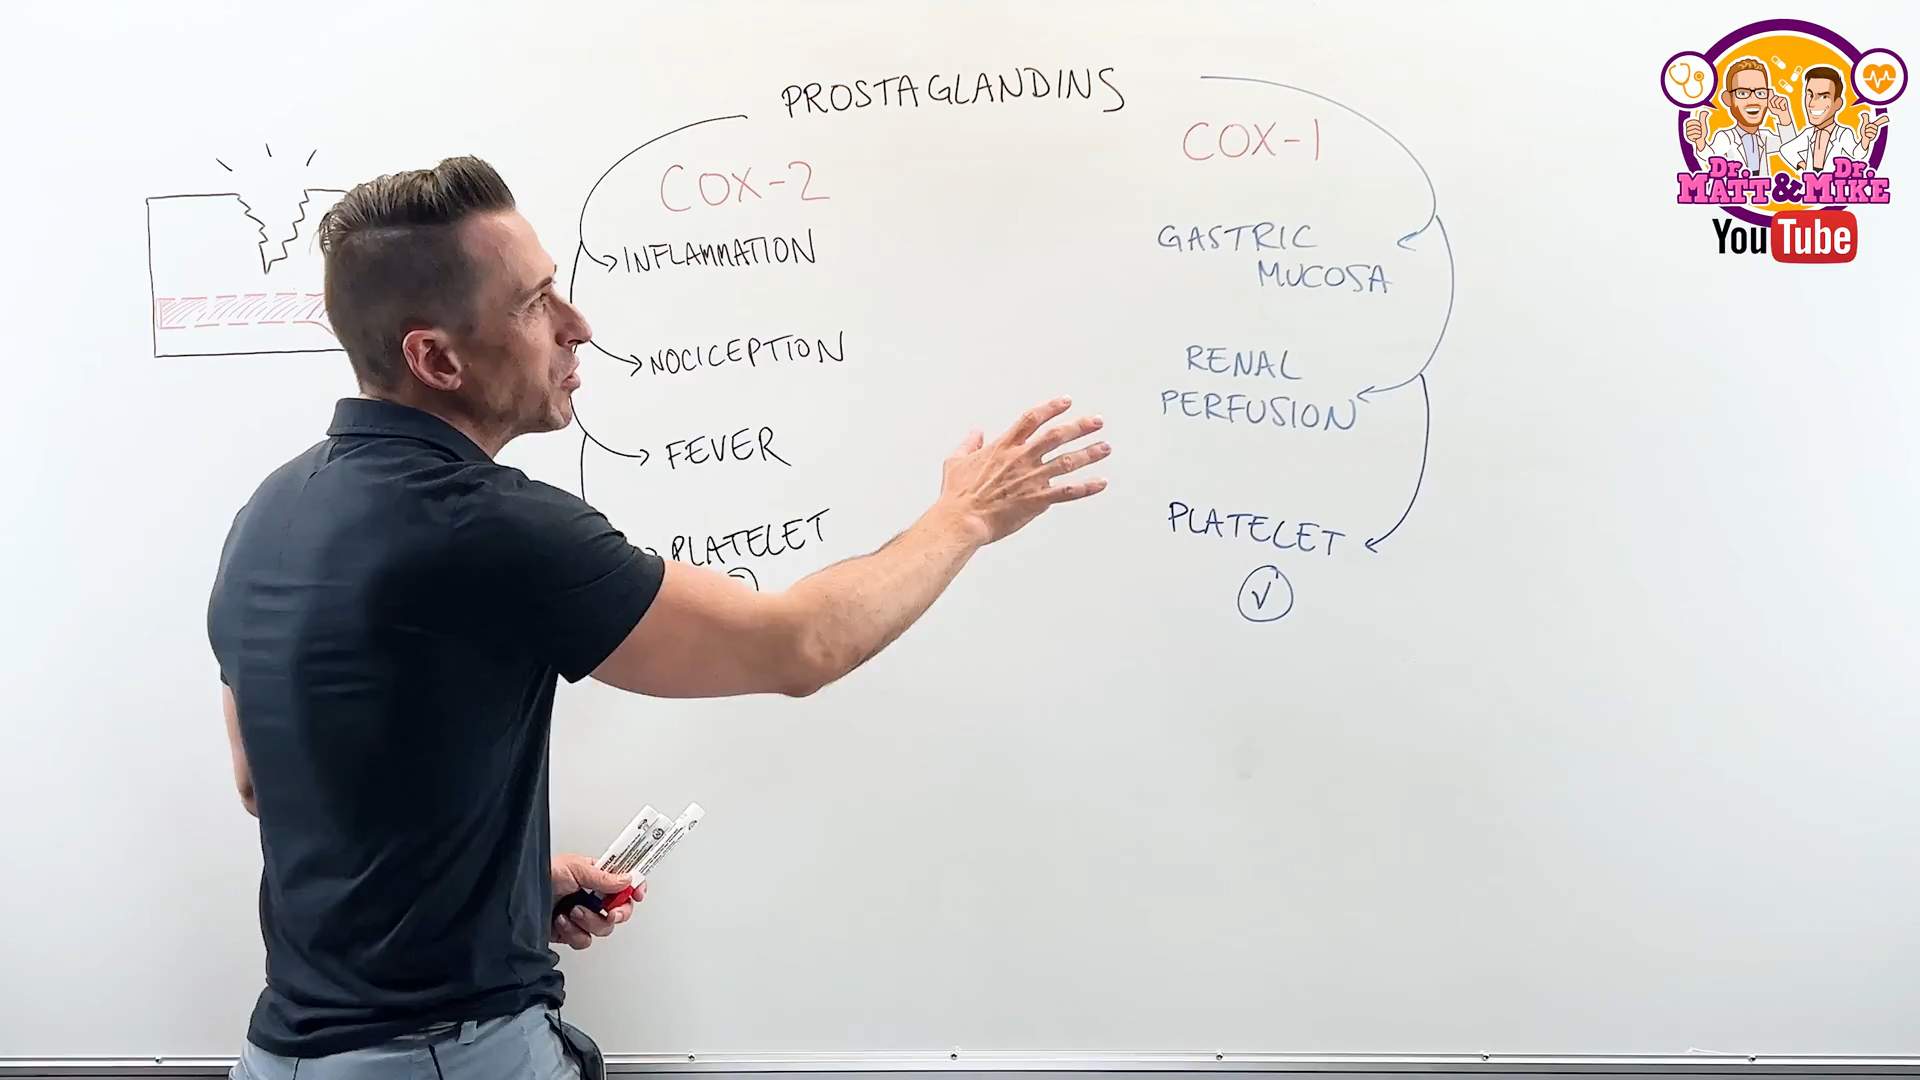 PROSTAGLANDINS
COX-2
INFLAMMATION
NOCICEPTION
FEVER
PLATELET
COX-1
GASTRIC
MUCOSA
RENAL
PERFUSION
PLATELET
Dr. Dr.
MATT & MIKE
YouTube